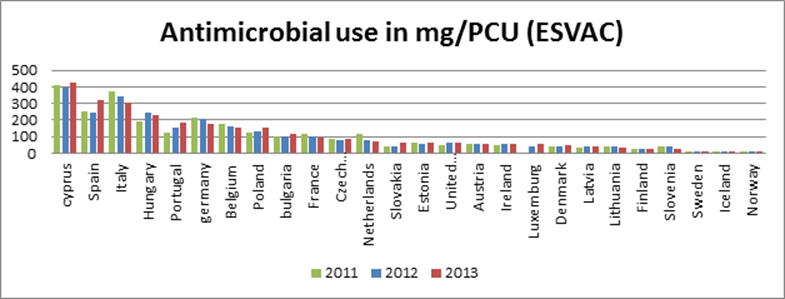 Antimicrobial use in mg/PCU (ESVAC)
500
400
300
200
100
0
cyprus
Spain
Italy
Hungary
Portugal
germany
Belgium
Poland
bulgaria
France
Czech...
Netherlands
Slovakia
Estonia
United...
Austria
Ireland
Luxemburg
Denmark
Latvia
Lithuania
Finland
Slovenia
Sweden
Iceland
Norway
2011 2012 2013